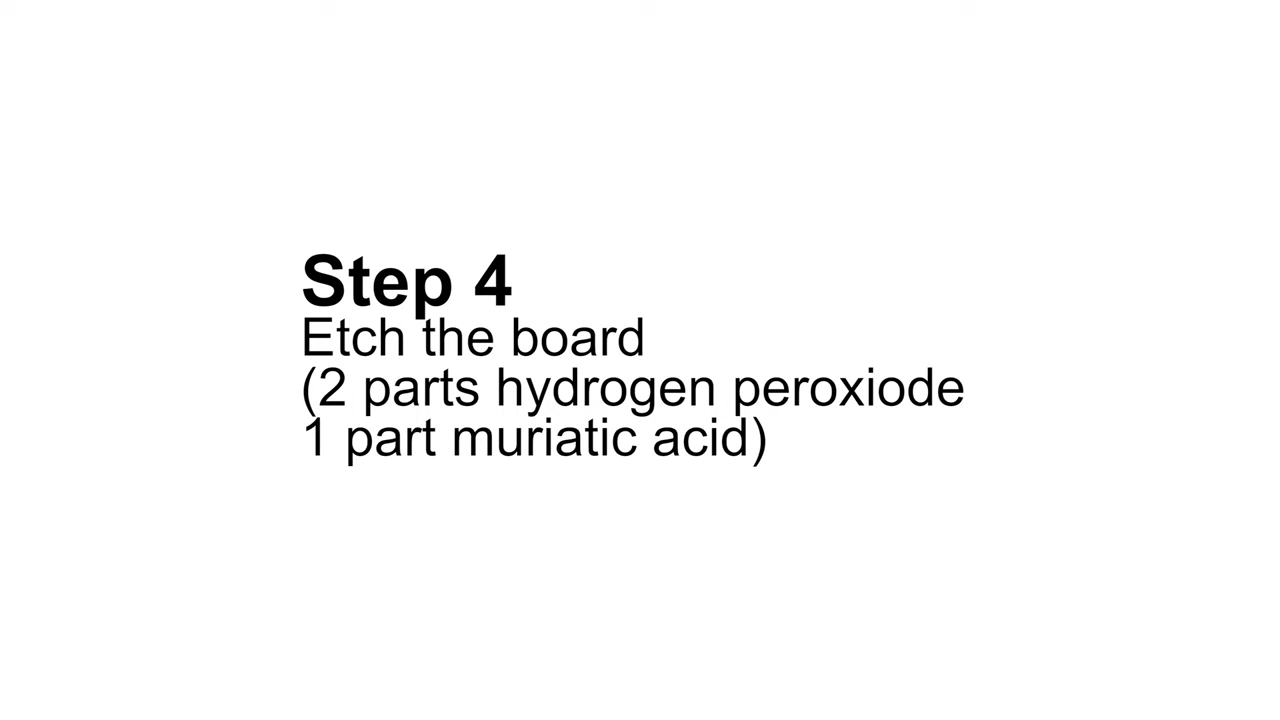 Step 4
Etch the board
(2 parts hydrogen peroxiode
1 part muriatic acid)